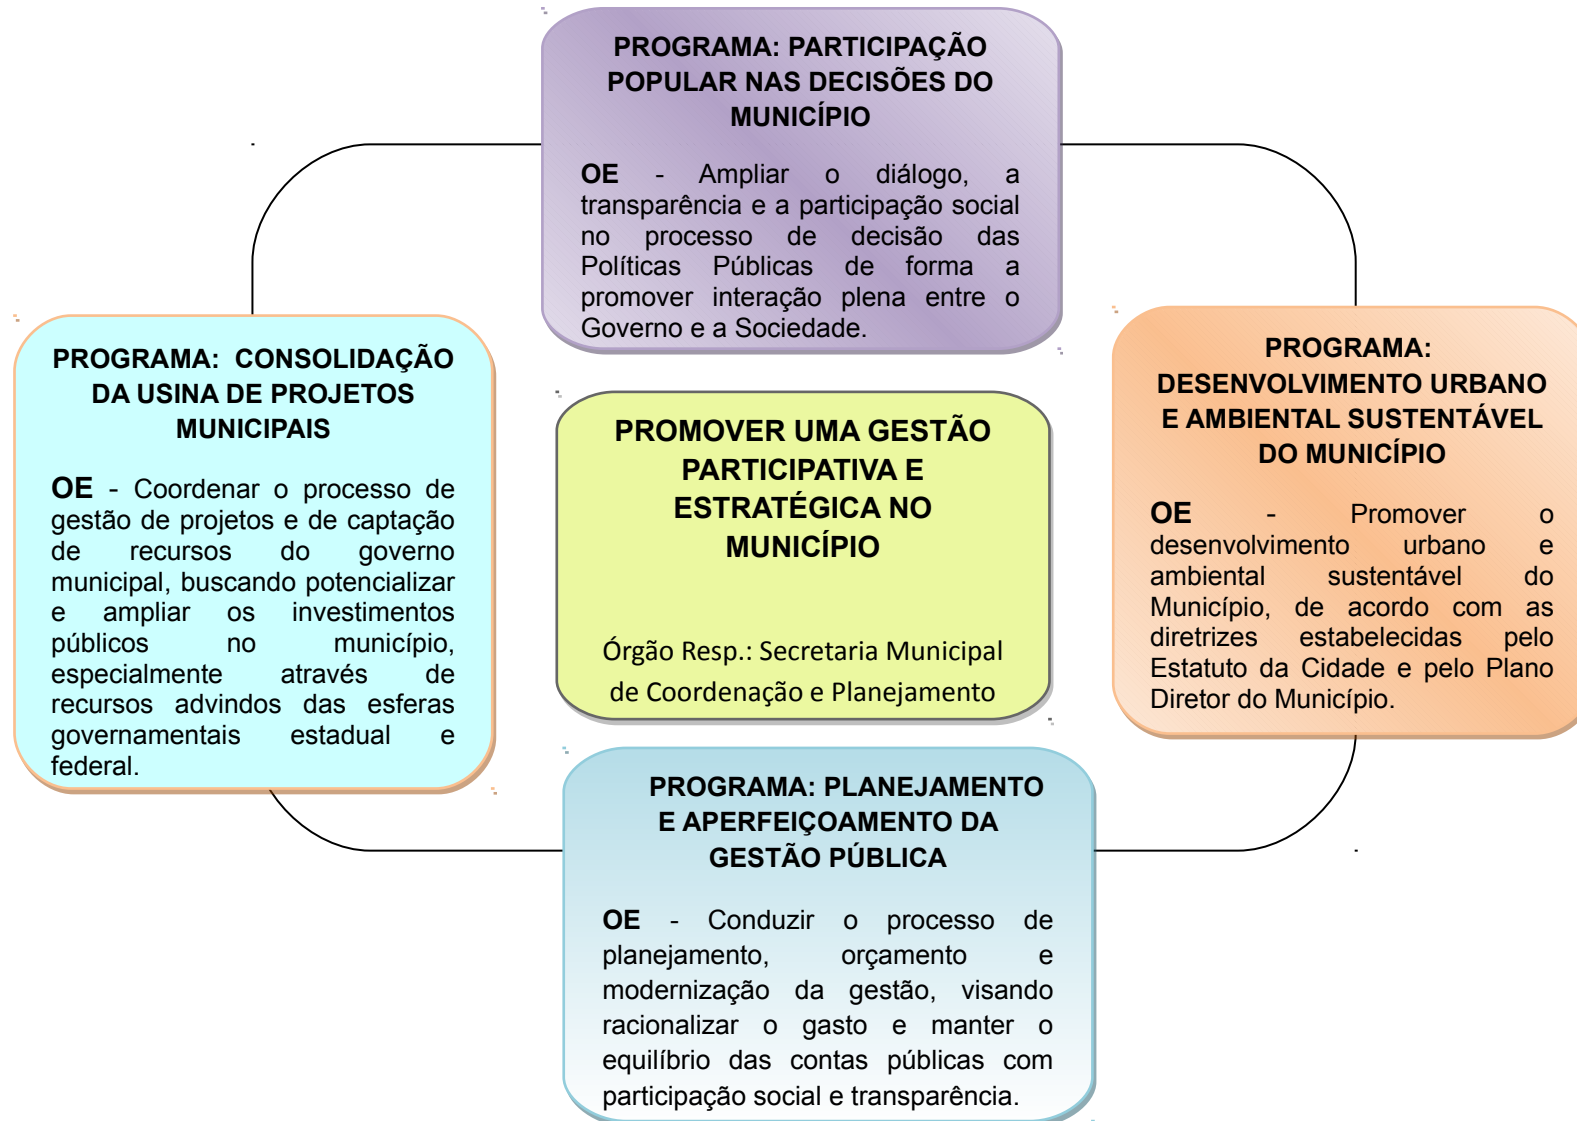 PROGRAMA: PARTICIPAÇÃO
POPULAR NAS DECISÕES DO
MUNICÍPIO
OE - Ampliar o diálogo, a
transparência e a participação social
no processo de decisão das
Políticas Públicas de forma a
promover interação plena entre o
Governo e a Sociedade.
PROGRAMA: CONSOLIDAÇÃO
DA USINA DE PROJETOS
MUNICIPAIS
OE - Coordenar o processo de
gestão de projetos e de captação
de recursos do governo
municipal, buscando potencializar
e ampliar os investimentos
públicos no município,
especialmente através de
recursos advindos das esferas
governamentais estadual e
federal.
PROMOVER UMA GESTÃO
PARTICIPATIVA E
ESTRATÉGICA NO
MUNICÍPIO
Órgão Resp.: Secretaria Municipal
de Coordenação e Planejamento
PROGRAMA:
DESENVOLVIMENTO URBANO
E AMBIENTAL SUSTENTÁVEL
DO MUNICÍPIO
OE - Promover o
desenvolvimento urbano e
ambiental sustentável do
Município, de acordo com as
diretrizes estabelecidas pelo
Estatuto da Cidade e pelo Plano
Diretor do Município.
PROGRAMA: PLANEJAMENTO
E APERFEIÇOAMENTO DA
GESTÃO PÚBLICA
OE - Conduzir o processo de
planejamento, orçamento e
modernização da gestão, visando
racionalizar o gasto e manter o
equilíbrio das contas públicas com
participação social e transparência.